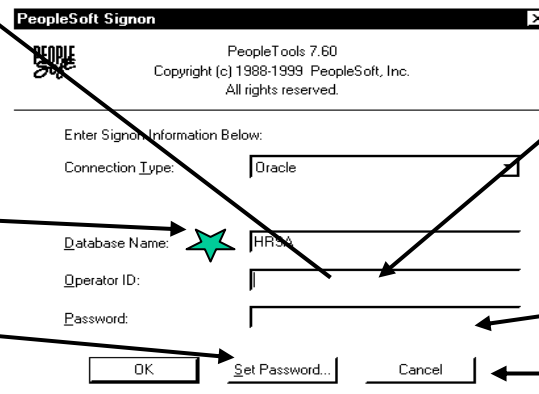 PeopleSoft Signon
PEOPLE
Soft
PeopleTools 7.60
Copyright (c) 1988-1999 PeopleSoft, Inc.
All rights reserved.
Enter Signon Information Below:
Connection Type: Oracle
Database Name: HRSA
Operator ID:
Password:
OK Set Password... Cancel